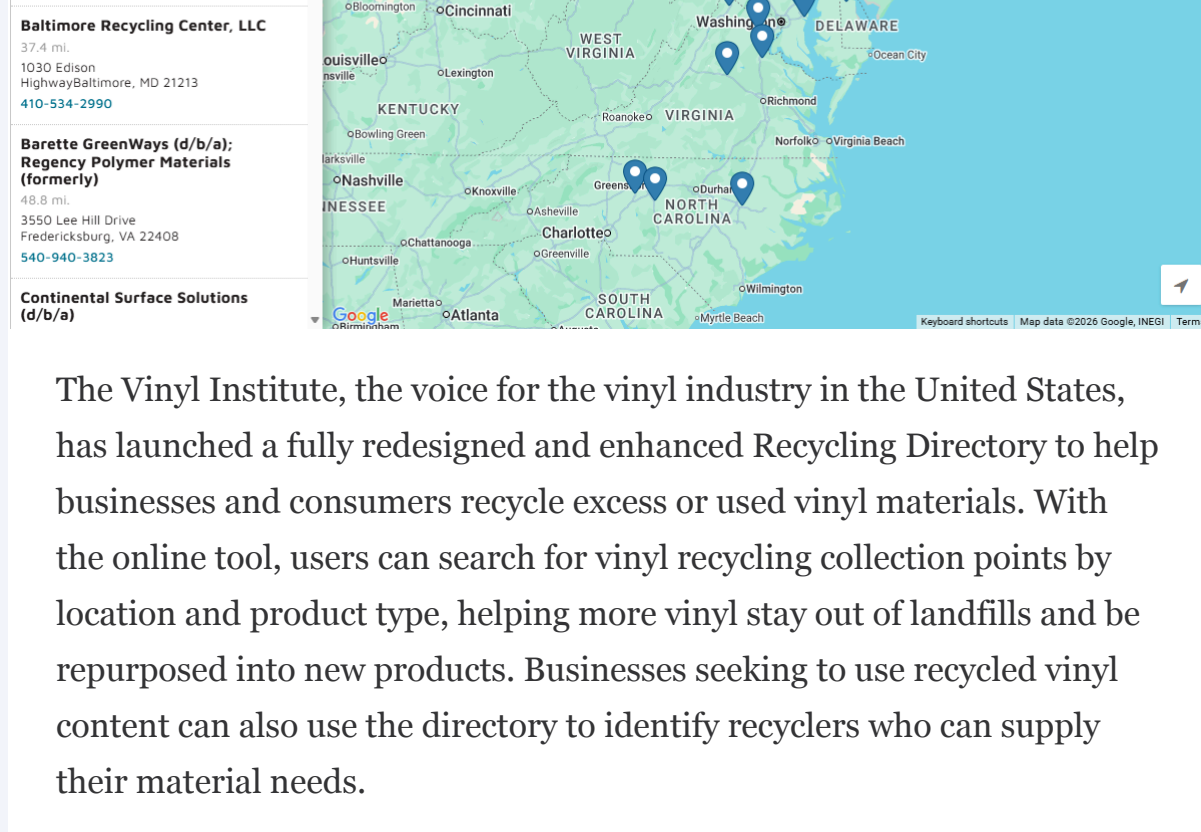 Baltimore Recycling Center, LLC
37.4 mi.
1030 Edison
HighwayBaltimore, MD 21213
410-534-2990
Barette GreenWays (d/b/a);
Regency Polymer Materials
(formerly)
48.8 mi.
3550 Lee Hill Drive
Fredericksburg, VA 22408
540-940-3823
Continental Surface Solutions
(d/b/a)
Bloomington
Cincinnati
WEST
VIRGINIA
DELAWARE
Ocean City
Lexington
KENTUCKY
Richmond
Roanoke
VIRGINIA
Bowling Green
Norfolk
Virginia Beach
Nashville
Knoxville
Durha
NORTH
CAROLINA
Asheville
Charlotte
Chattanooga
Greenville
Huntsville
Wilmington
Marietta
SOUTH
CAROLINA
Atlanta
Myrtle Beach
Google
Birmingham
Keyboard shortcuts
Map data ©2026 Google, INEGI
Term
The Vinyl Institute, the voice for the vinyl industry in the United States,
has launched a fully redesigned and enhanced Recycling Directory to help
businesses and consumers recycle excess or used vinyl materials. With
the online tool, users can search for vinyl recycling collection points by
location and product type, helping more vinyl stay out of landfills and be
repurposed into new products. Businesses seeking to use recycled vinyl
content can also use the directory to identify recyclers who can supply
their material needs.